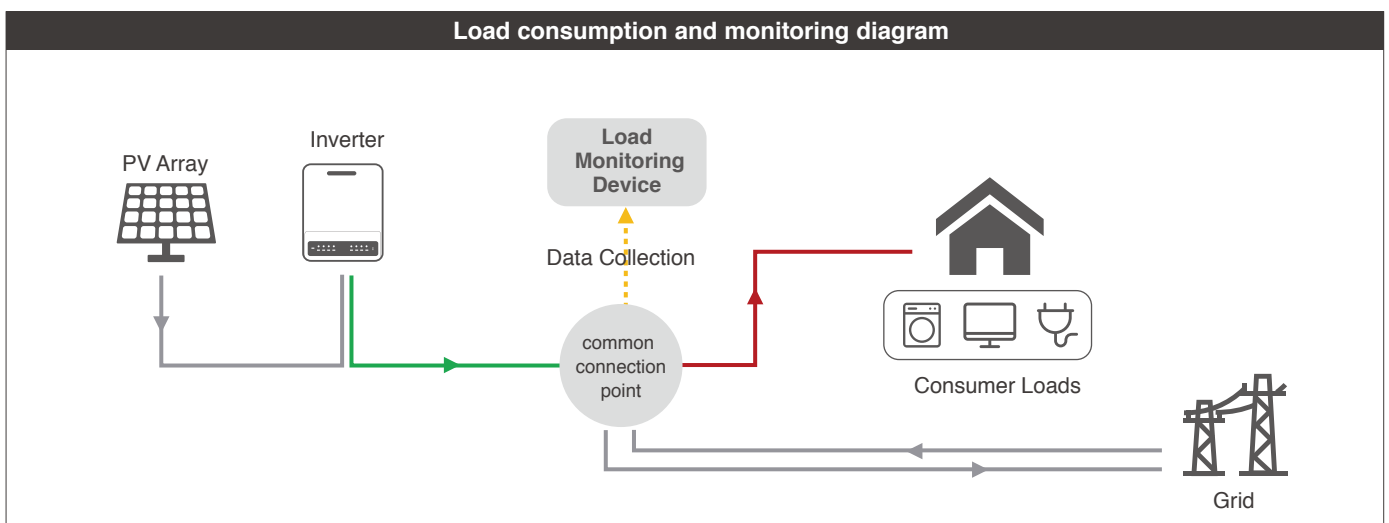 Load consumption and monitoring diagram
PV Array
Inverter
Load
Monitoring
Device
Data Collection
common
connection
point
Consumer Loads
Grid